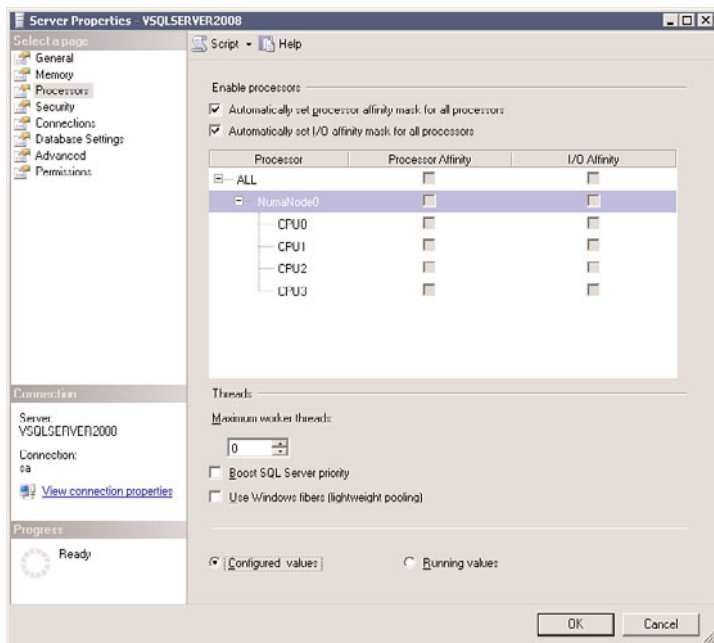 Server Properties - VSQLSERVER2008
Select a page
General
Memory
Processors
Security
Connections
Database Settings
Advanced
Permissions
Script
Help
Enable processors
Automatically set processor affinity mask for all processors
Automatically set I/O affinity mask for all processors
Processor Processor Affinity I/O Affinity
ALL
NumaNode0
CPU0
CPU1
CPU2
CPU3
Threads
Maximum worker threads:
0
Boost SQL Server priority
Use Windows fibers (lightweight pooling)
Configured values
Running values
Connection
Server:
VSQLSERVER2008
Connection:
sa
View connection properties
Progress
Ready
OK
Cancel